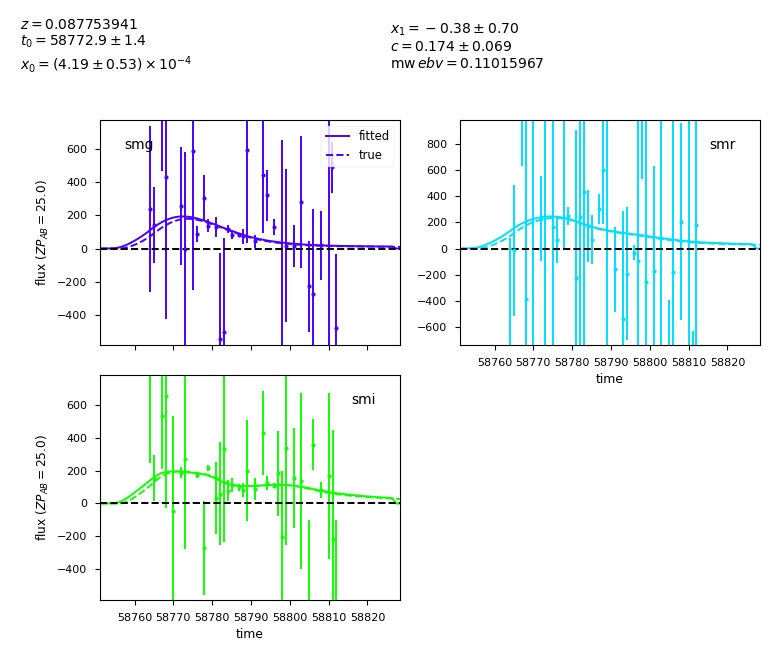 z = 0.087753941
t₀ = 58772.9 ± 1.4
x₀ = (4.19 ± 0.53) × 10⁻⁴
x₁ = −0.38 ± 0.70
c = 0.174 ± 0.069
mw ebv = 0.11015967
smg
fitted
true
600
400
200
0
−200
−400
flux (ZP_AB = 25.0)
smr
800
600
400
200
0
−200
−400
−600
58760 58770 58780 58790 58800 58810 58820
time
smi
600
400
200
0
−200
−400
flux (ZP_AB = 25.0)
58760 58770 58780 58790 58800 58810 58820
time